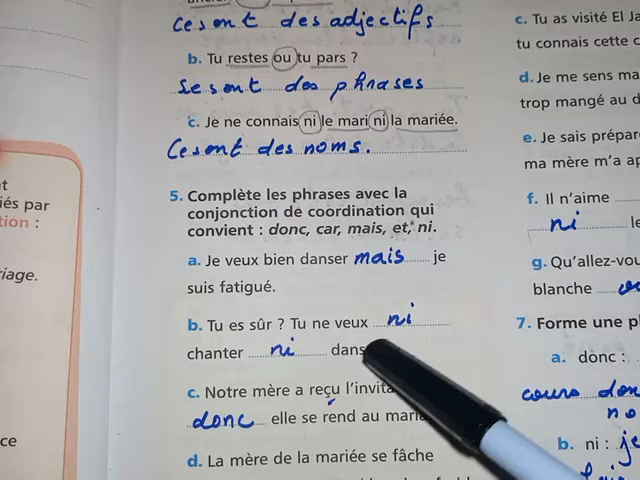 Ce sont des adjectifs
b. Tu restes ou tu pars ?
Se sont des phrases
c. Je ne connais ni le mari ni la mariée.
Ce sont des noms.
5. Complète les phrases avec la
conjonction de coordination qui
convient : donc, car, mais, et, ni.
a. Je veux bien danser mais je
suis fatigué.
b. Tu es sûr ? Tu ne veux ni
chanter ni dans
c. Notre mère a reçu l'invita
donc elle se rend au maria
d. La mère de la mariée se fâche
iés par
tion :
riage.
ce
c. Tu as visité El Ja
tu connais cette c
d. Je me sens ma
trop mangé au d
e. Je sais prépar
ma mère m'a ap
f. Il n'aime
ni le
g. Qu'allez-vou
blanche
7. Forme une p
a. donc :
cours don
no
b. ni : je